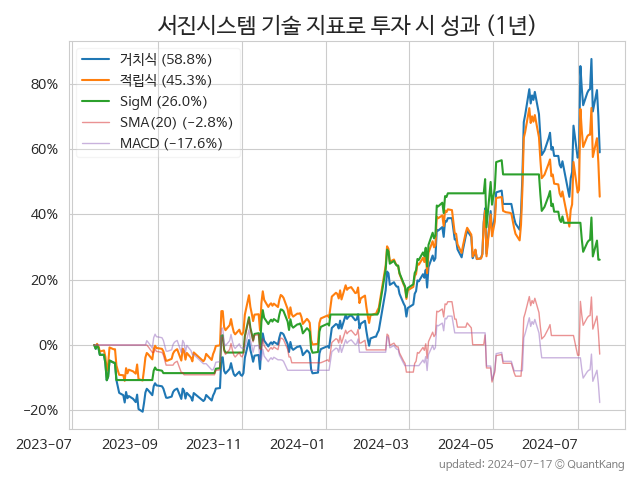 서진시스템 기술 지표로 투자 시 성과 (1년)
거치식 (58.8%)
적립식 (45.3%)
SigM (26.0%)
SMA(20) (−2.8%)
MACD (−17.6%)
80%
60%
40%
20%
0%
−20%
2023-07 2023-09 2023-11 2024-01 2024-03 2024-05 2024-07
updated: 2024-07-17 © QuantKang